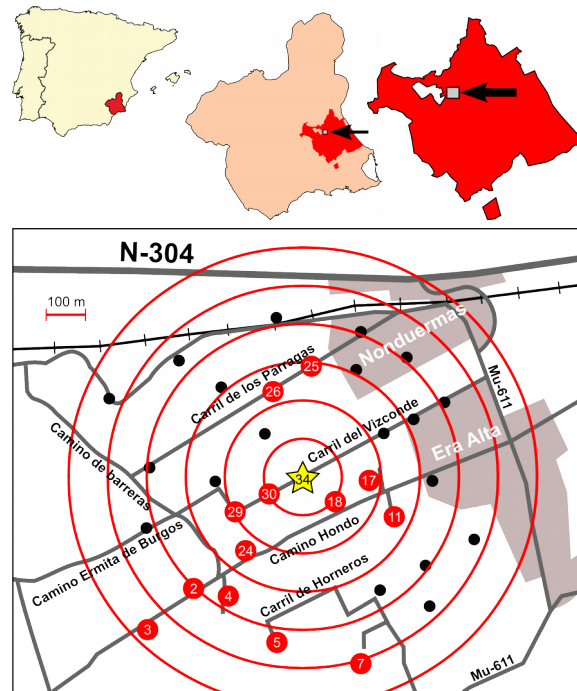 N-304
100 m
Nonduermas
25
Carril de los Parragas
26
Mu-611
Carril del Vizconde
Era Alta
Camino de barreras
34
17
30
18
29
11
Camino Hondo
24
Camino Ermita de Burgos
2
4
Carril de Horneros
3
5
7
Mu-611